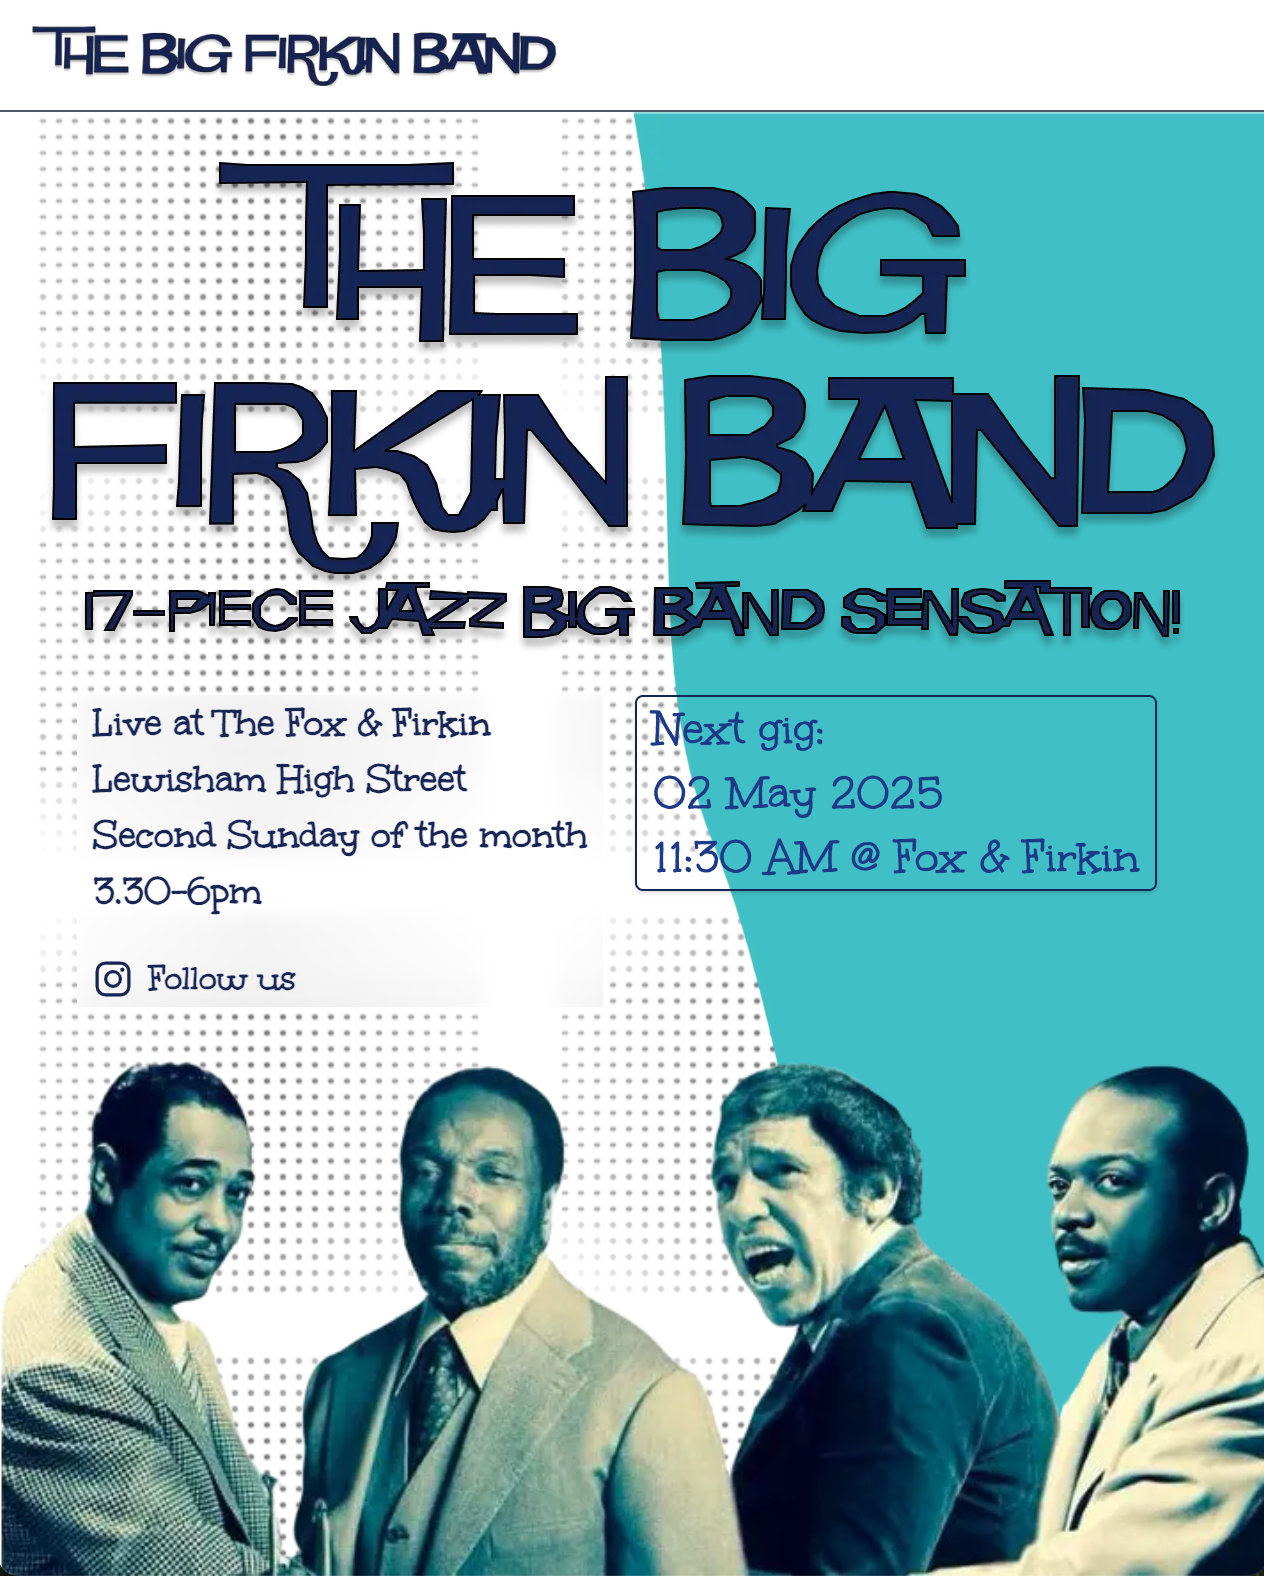 THE BIG FIRKIN BAND
THE BIG
FIRKIN BAND
17-PIECE JAZZ BIG BAND SENSATION!
Live at The Fox & Firkin
Lewisham High Street
Second Sunday of the month
3.30-6pm
Follow us
Next gig:
02 May 2025
11:30 AM @ Fox & Firkin